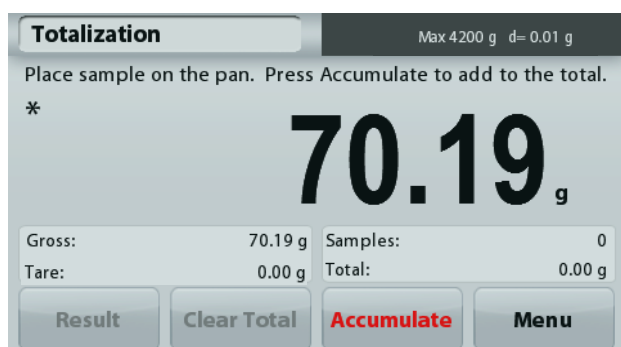 Totalization
Max 4200 g d= 0.01 g
Place sample on the pan. Press Accumulate to add to the total.
*
70.19 g
Gross: 70.19 g Samples: 0
Tare: 0.00 g Total: 0.00 g
Result Clear Total Accumulate Menu